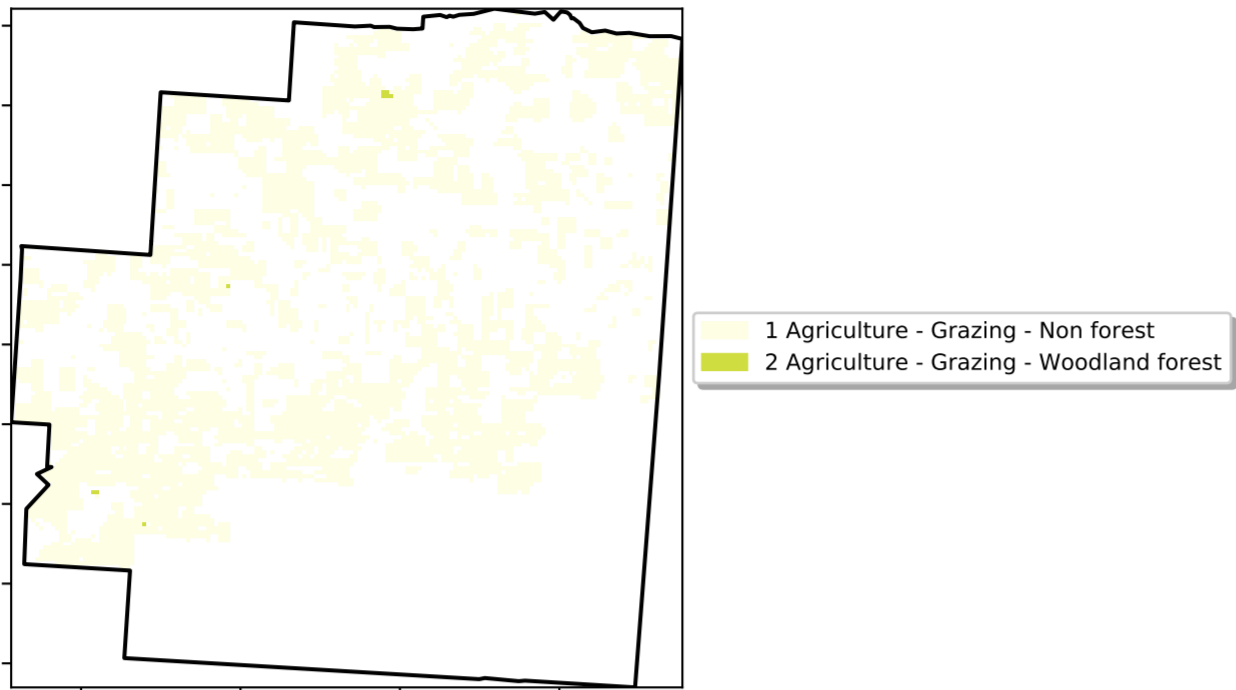 1 Agriculture - Grazing - Non forest
2 Agriculture - Grazing - Woodland forest